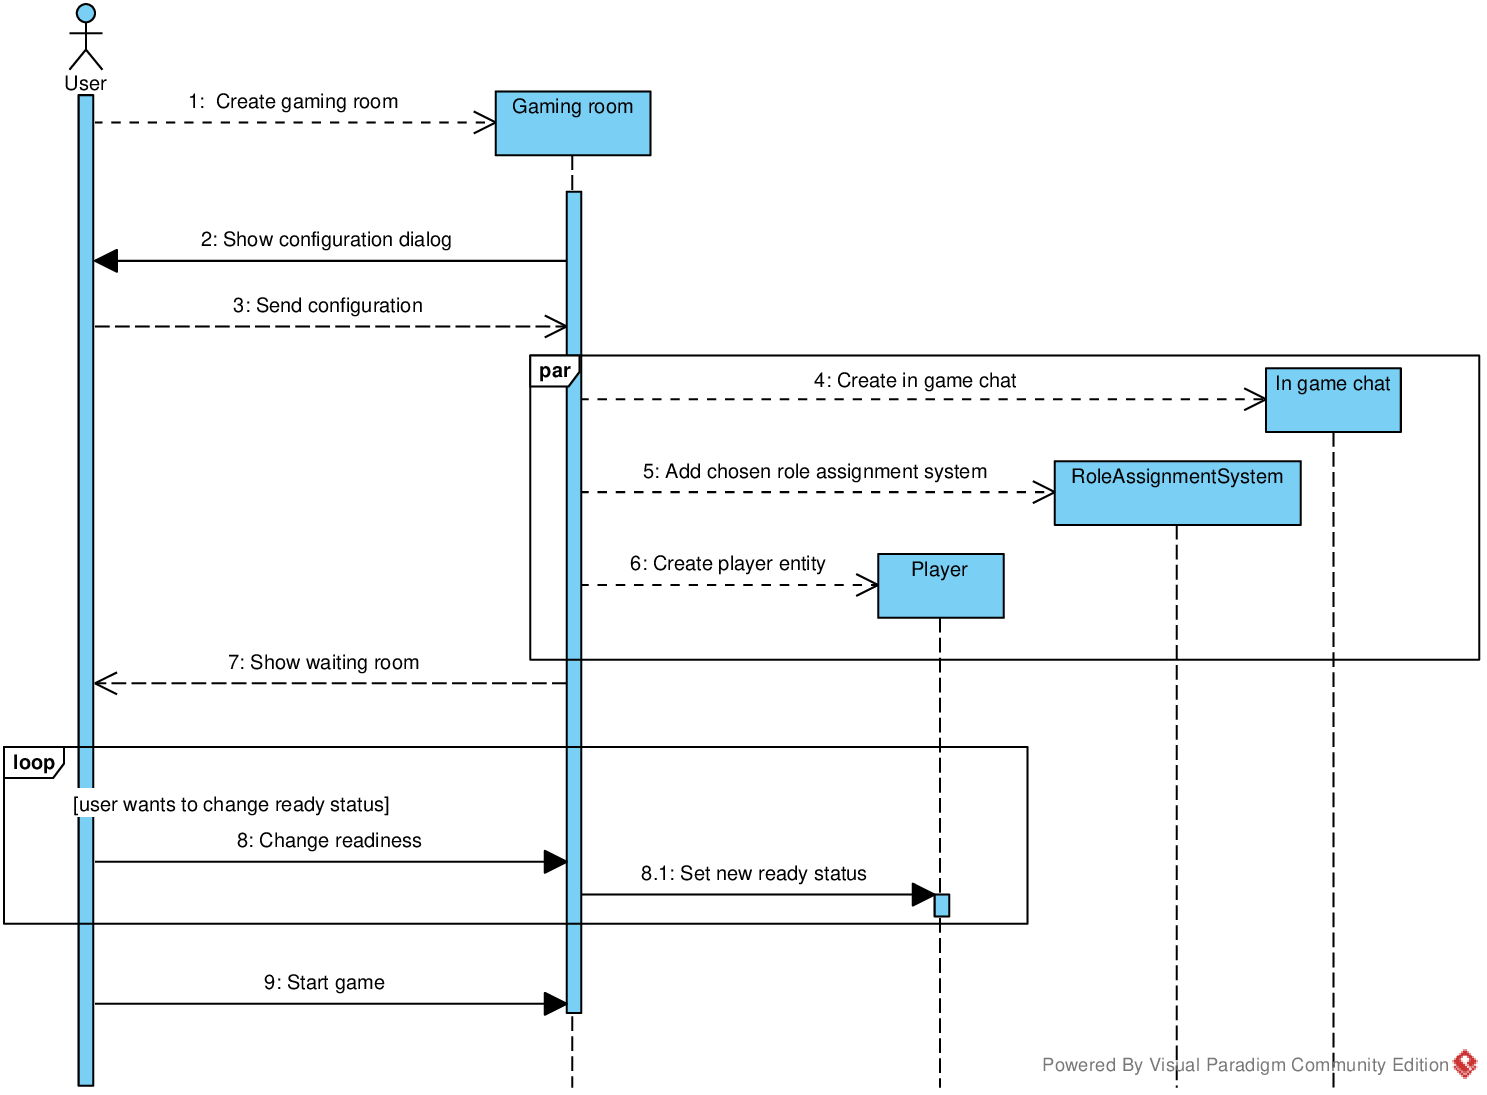 User
1:  Create gaming room
Gaming room
2: Show configuration dialog
3: Send configuration
par
4: Create in game chat
In game chat
5: Add chosen role assignment system
RoleAssignmentSystem
6: Create player entity
Player
7: Show waiting room
loop
[user wants to change ready status]
8: Change readiness
8.1: Set new ready status
9: Start game
Powered By Visual Paradigm Community Edition